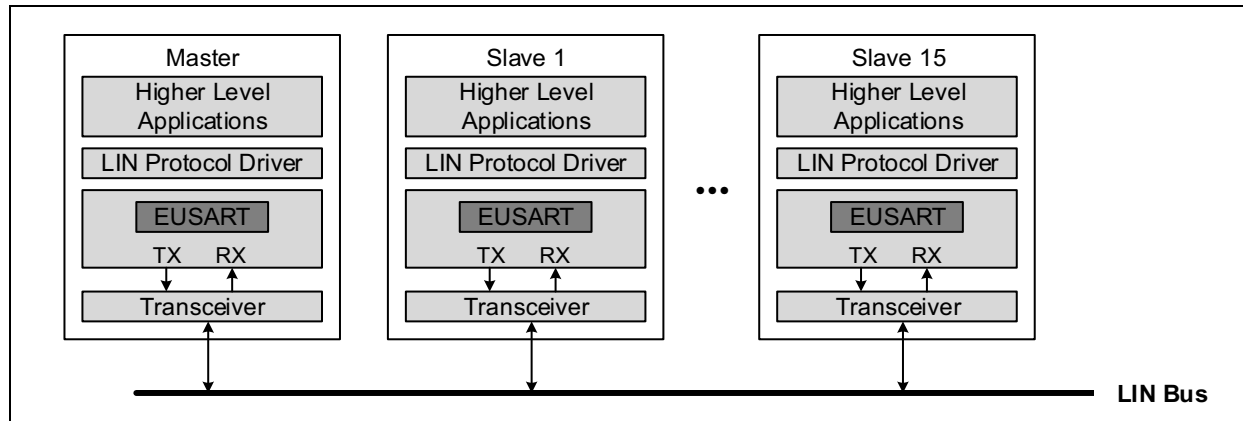 Master
Higher Level
Applications
LIN Protocol Driver
EUSART
TX RX
Transceiver
Slave 1
Higher Level
Applications
LIN Protocol Driver
EUSART
TX RX
Transceiver
...
Slave 15
Higher Level
Applications
LIN Protocol Driver
EUSART
TX RX
Transceiver
LIN Bus